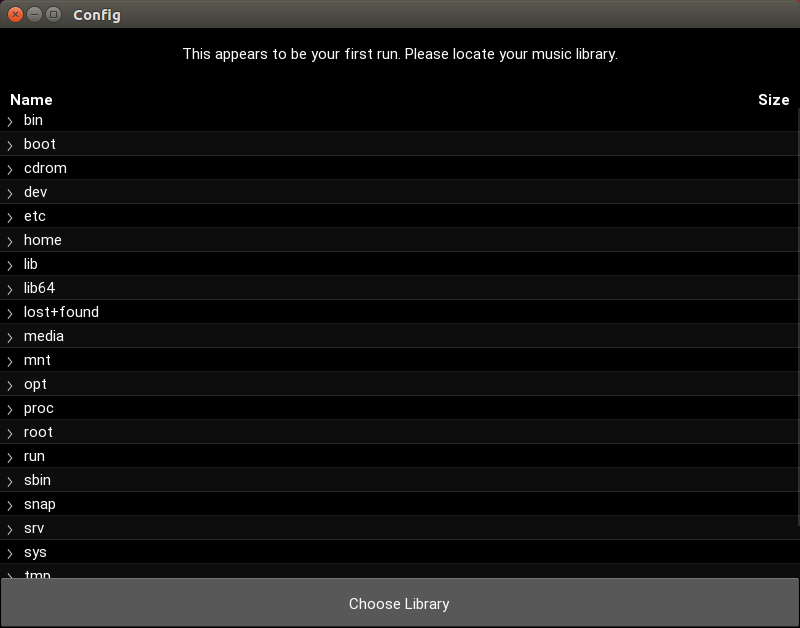 Config
This appears to be your first run. Please locate your music library.
Name Size
bin
boot
cdrom
dev
etc
home
lib
lib64
lost+found
media
mnt
opt
proc
root
run
sbin
snap
srv
sys
tmp
Choose Library